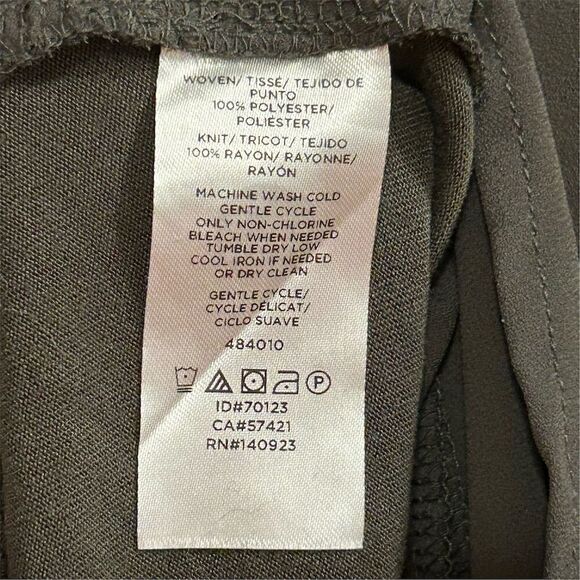 WOVEN/ TISSÉ/ TEJIDO DE
PUNTO
100% POLYESTER/
POLIÉSTER
KNIT/ TRICOT/ TEJIDO
100% RAYON/ RAYONNE/
RAYÓN
MACHINE WASH COLD
GENTLE CYCLE
ONLY NON-CHLORINE
BLEACH WHEN NEEDED
TUMBLE DRY LOW
COOL IRON IF NEEDED
OR DRY CLEAN
GENTLE CYCLE/
CYCLE DÉLICAT/
CICLO SUAVE
484010
P
ID#70123
CA#57421
RN#140923